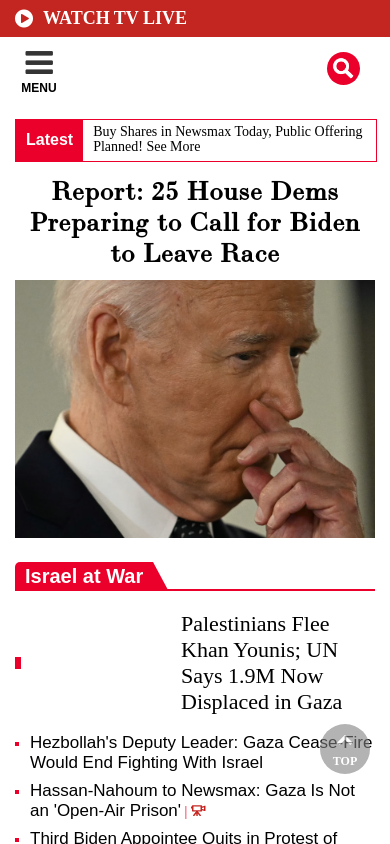 WATCH TV LIVE
MENU
Latest
Buy Shares in Newsmax Today, Public Offering
Planned! See More
Report: 25 House Dems
Preparing to Call for Biden
to Leave Race
Israel at War
Palestinians Flee
Khan Younis; UN
Says 1.9M Now
Displaced in Gaza
Hezbollah's Deputy Leader: Gaza Cease-Fire
Would End Fighting With Israel
TOP
Hassan-Nahoum to Newsmax: Gaza Is Not
an 'Open-Air Prison' |
Third Biden Appointee Quits in Protest of